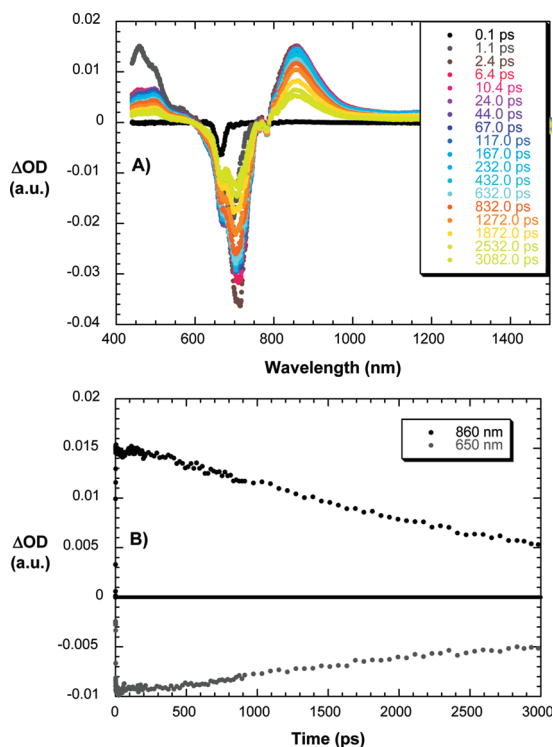 0.02
0.01
0
-0.01
-0.02
-0.03
-0.04
ΔOD
(a.u.)
A)
0.1 ps
1.1 ps
2.4 ps
6.4 ps
10.4 ps
24.0 ps
44.0 ps
67.0 ps
117.0 ps
167.0 ps
232.0 ps
432.0 ps
632.0 ps
832.0 ps
1272.0 ps
1872.0 ps
2532.0 ps
3082.0 ps
400 600 800 1000 1200 1400
Wavelength (nm)
0.02
0.015
0.01
0.005
0
-0.005
-0.01
ΔOD
(a.u.)
B)
860 nm
650 nm
0 500 1000 1500 2000 2500 3000
Time (ps)